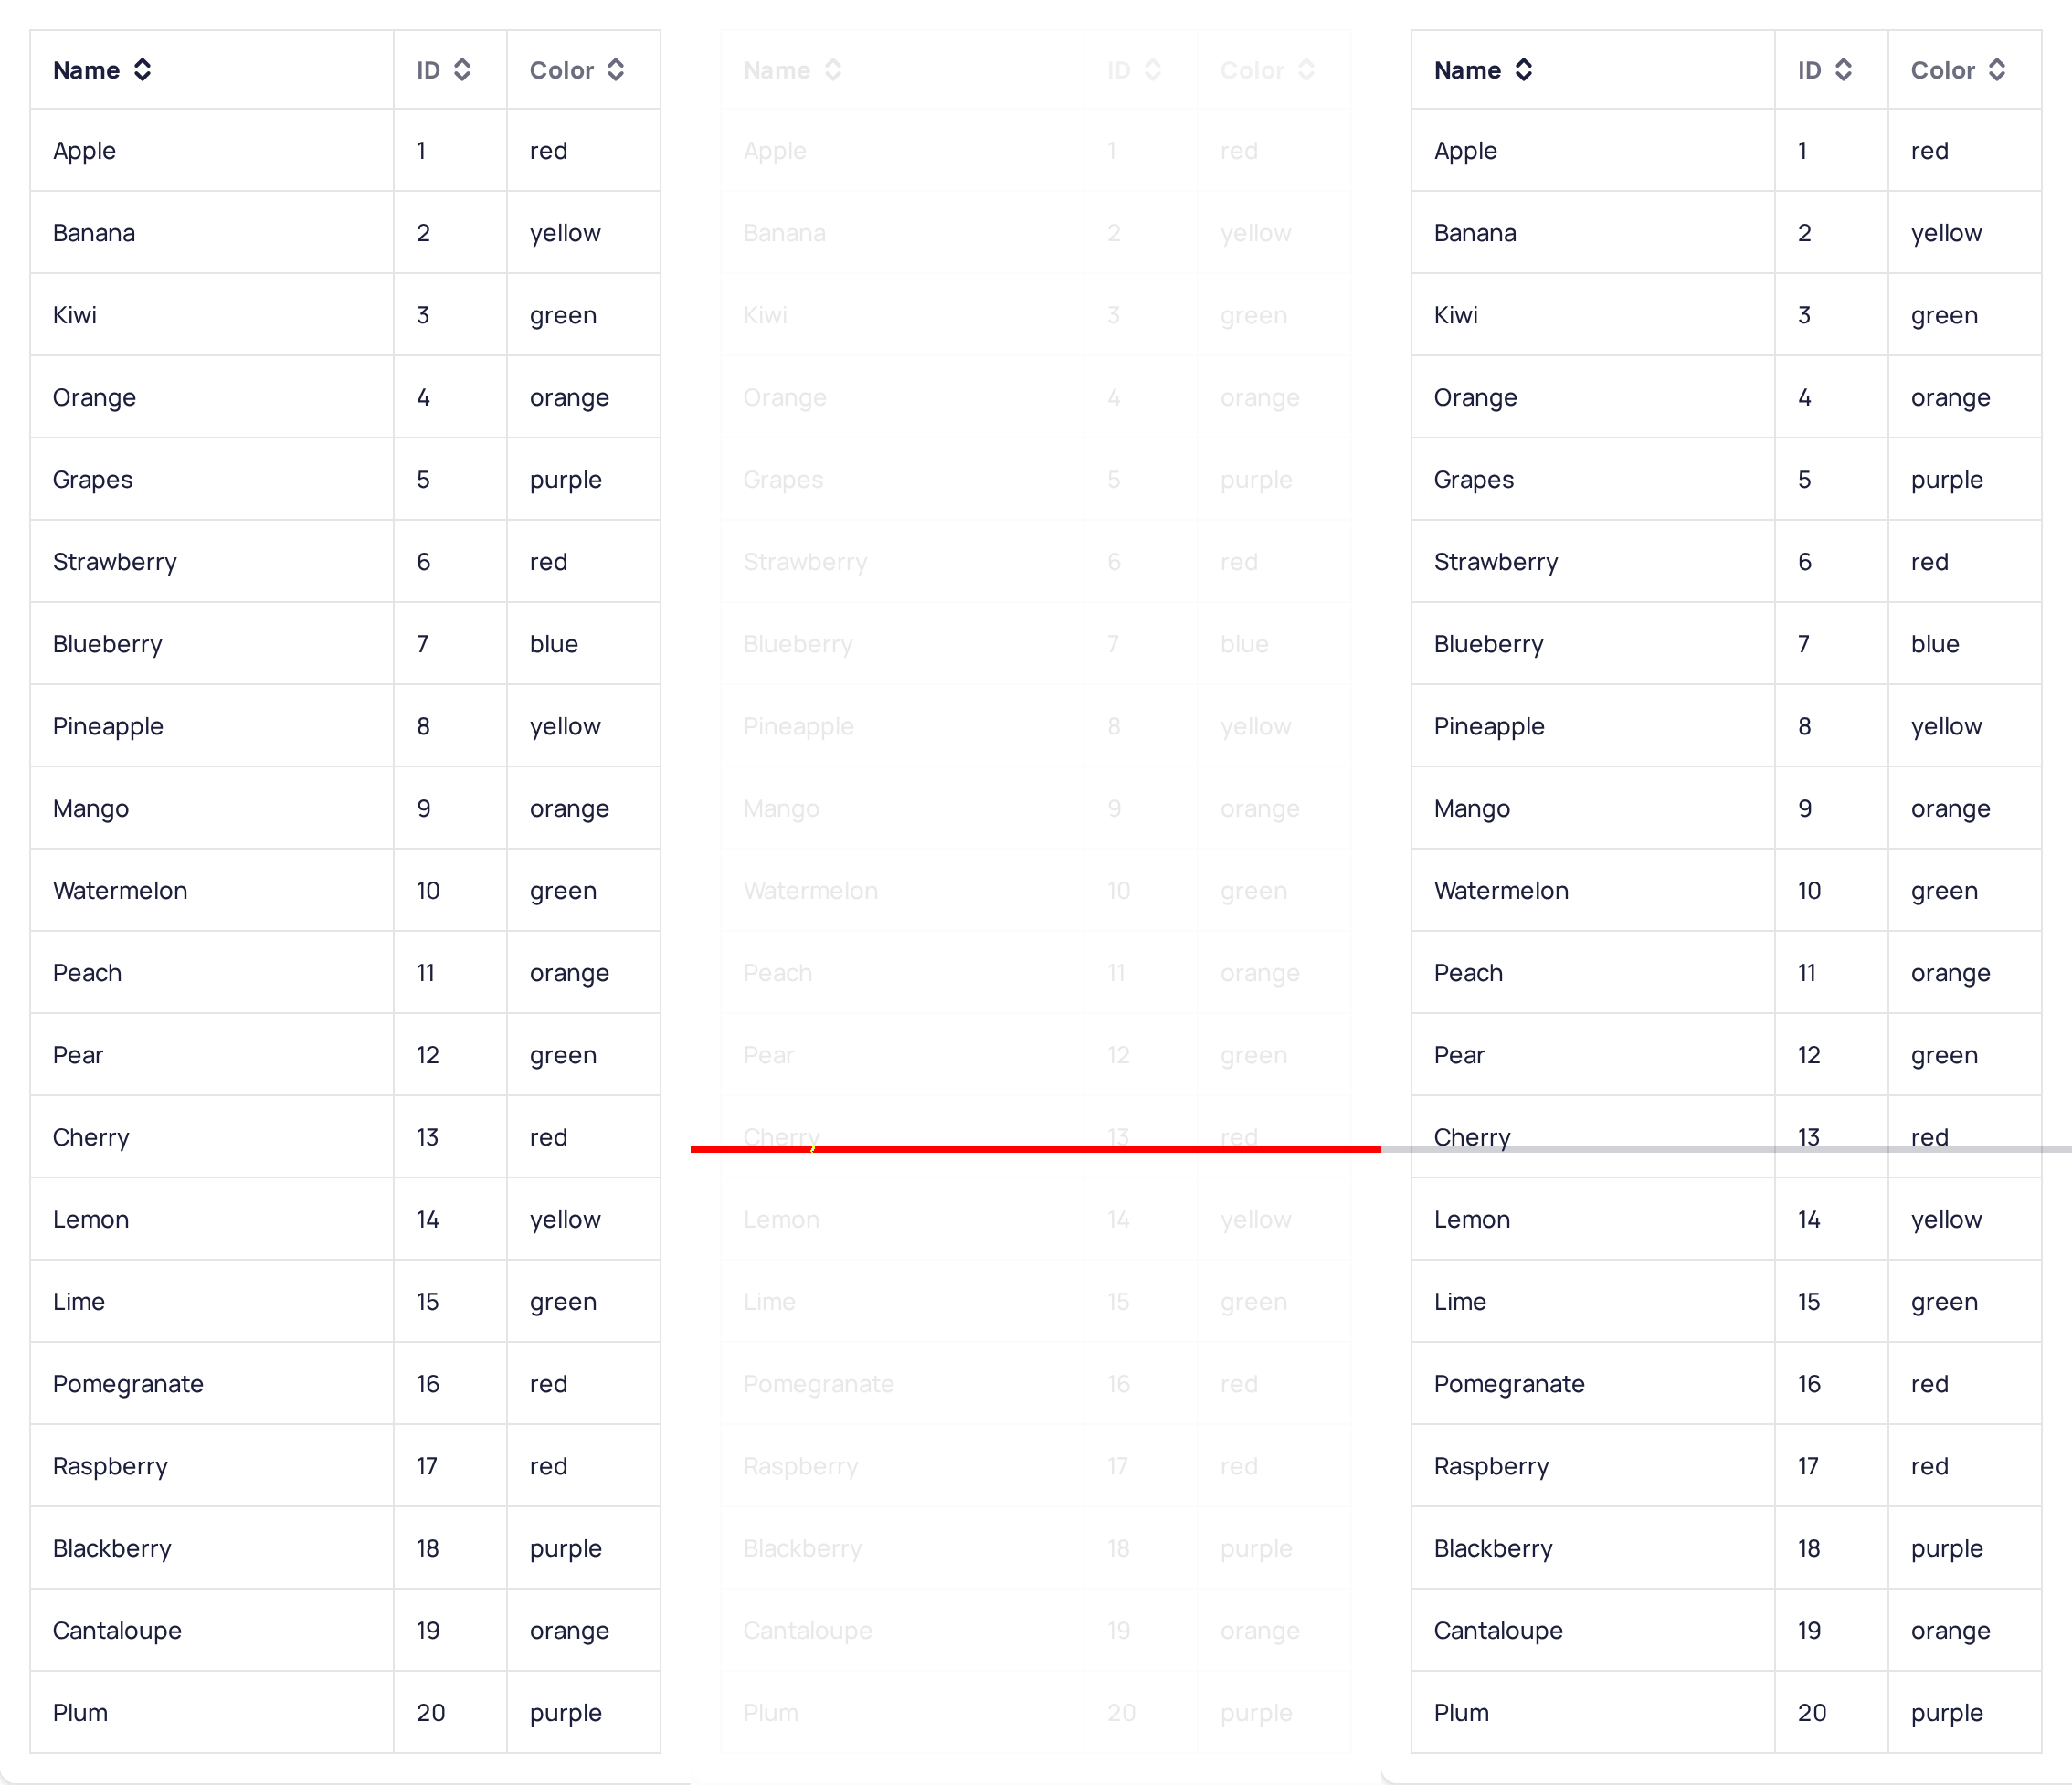 Name ID Color Name ID Color Name ID Color
Apple 1 red Apple 1 red Apple 1 red
Banana 2 yellow Banana 2 yellow Banana 2 yellow
Kiwi 3 green Kiwi 3 green Kiwi 3 green
Orange 4 orange Orange 4 orange Orange 4 orange
Grapes 5 purple Grapes 5 purple Grapes 5 purple
Strawberry 6 red Strawberry 6 red Strawberry 6 red
Blueberry 7 blue Blueberry 7 blue Blueberry 7 blue
Pineapple 8 yellow Pineapple 8 yellow Pineapple 8 yellow
Mango 9 orange Mango 9 orange Mango 9 orange
Watermelon 10 green Watermelon 10 green Watermelon 10 green
Peach 11 orange Peach 11 orange Peach 11 orange
Pear 12 green Pear 12 green Pear 12 green
Cherry 13 red Cherry 13 red Cherry 13 red
Lemon 14 yellow Lemon 14 yellow Lemon 14 yellow
Lime 15 green Lime 15 green Lime 15 green
Pomegranate 16 red Pomegranate 16 red Pomegranate 16 red
Raspberry 17 red Raspberry 17 red Raspberry 17 red
Blackberry 18 purple Blackberry 18 purple Blackberry 18 purple
Cantaloupe 19 orange Cantaloupe 19 orange Cantaloupe 19 orange
Plum 20 purple Plum 20 purple Plum 20 purple